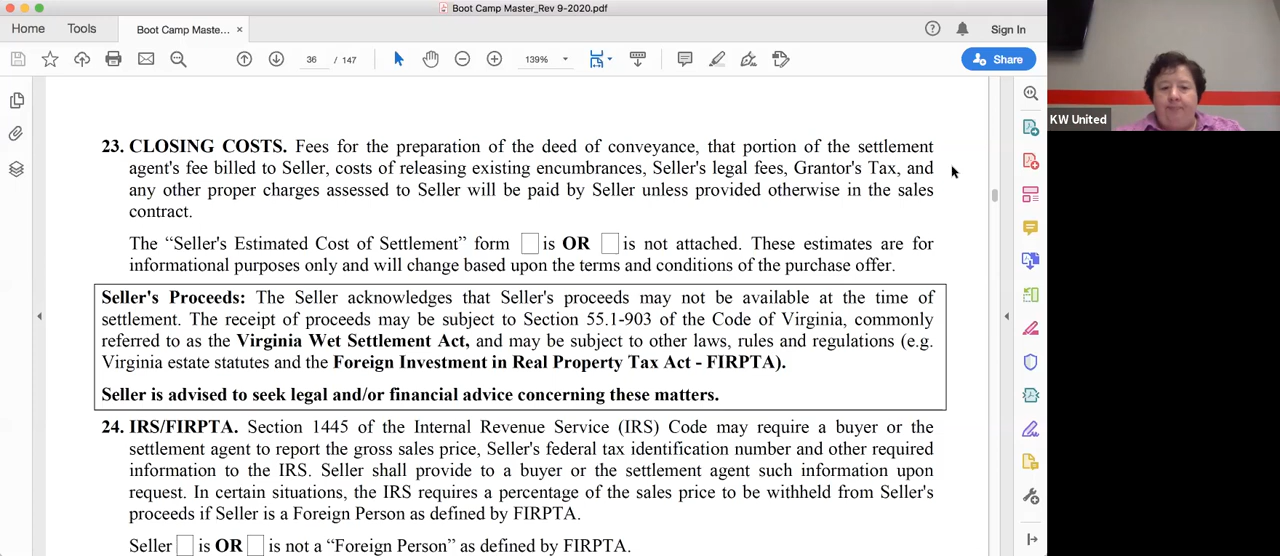 Boot Camp Master_Rev 9-2020.pdf
Home Tools Boot Camp Maste... × Sign In
36 / 147 139% Share
KW United
23. CLOSING COSTS. Fees for the preparation of the deed of conveyance, that portion of the settlement
agent's fee billed to Seller, costs of releasing existing encumbrances, Seller's legal fees, Grantor's Tax, and
any other proper charges assessed to Seller will be paid by Seller unless provided otherwise in the sales
contract.
The “Seller's Estimated Cost of Settlement” form is OR is not attached. These estimates are for
informational purposes only and will change based upon the terms and conditions of the purchase offer.
Seller's Proceeds: The Seller acknowledges that Seller's proceeds may not be available at the time of
settlement. The receipt of proceeds may be subject to Section 55.1-903 of the Code of Virginia, commonly
referred to as the Virginia Wet Settlement Act, and may be subject to other laws, rules and regulations (e.g.
Virginia estate statutes and the Foreign Investment in Real Property Tax Act - FIRPTA).
Seller is advised to seek legal and/or financial advice concerning these matters.
24. IRS/FIRPTA. Section 1445 of the Internal Revenue Service (IRS) Code may require a buyer or the
settlement agent to report the gross sales price, Seller's federal tax identification number and other required
information to the IRS. Seller shall provide to a buyer or the settlement agent such information upon
request. In certain situations, the IRS requires a percentage of the sales price to be withheld from Seller's
proceeds if Seller is a Foreign Person as defined by FIRPTA.
Seller is OR is not a “Foreign Person” as defined by FIRPTA.